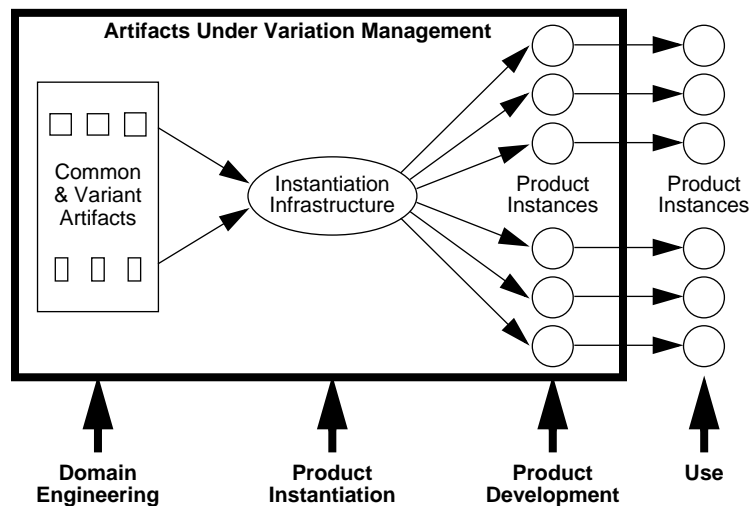 Artifacts Under Variation Management
Common
& Variant
Artifacts
Instantiation
Infrastructure
Product
Instances
Product
Instances
Domain
Engineering
Product
Instantiation
Product
Development
Use